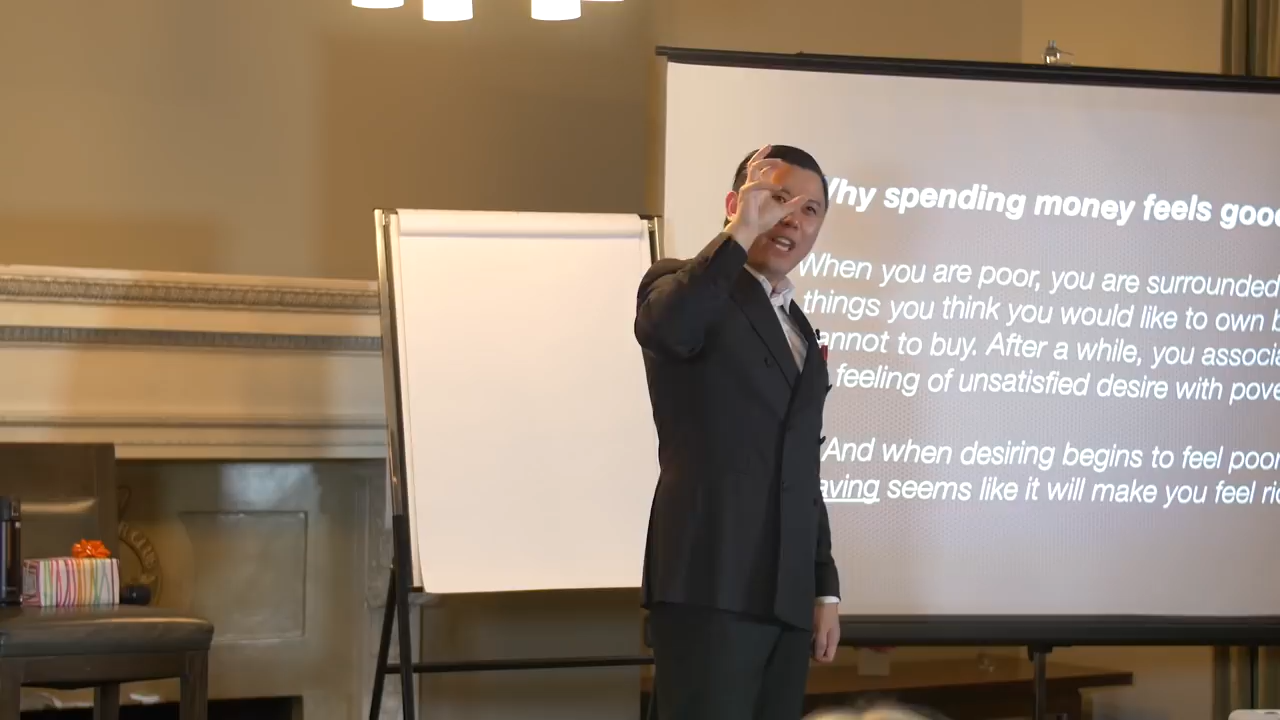 spending money feels
When you are poor, you are surrounded
things you think you would like to own
to buy. After a while, you
feeling of unsatisfied desire with
And when desiring begins to feel poor
seems like it will make you feel